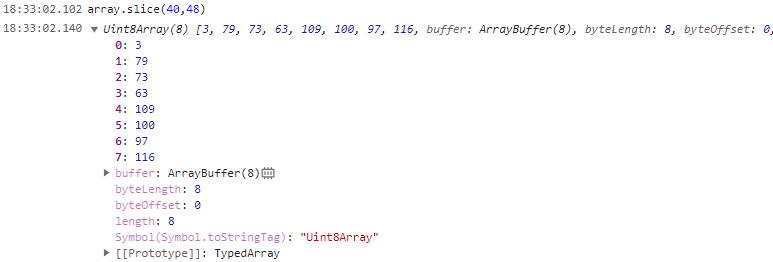 18:33:02.102 array.slice(40,48)
18:33:02.140 ▼ Uint8Array(8) [3, 79, 73, 63, 109, 100, 97, 116, buffer: ArrayBuffer(8), byteLength: 8, byteOffset: 0,
0: 3
1: 79
2: 73
3: 63
4: 109
5: 100
6: 97
7: 116
▶ buffer: ArrayBuffer(8)
byteLength: 8
byteOffset: 0
length: 8
Symbol(Symbol.toStringTag): "Uint8Array"
▶ [[Prototype]]: TypedArray